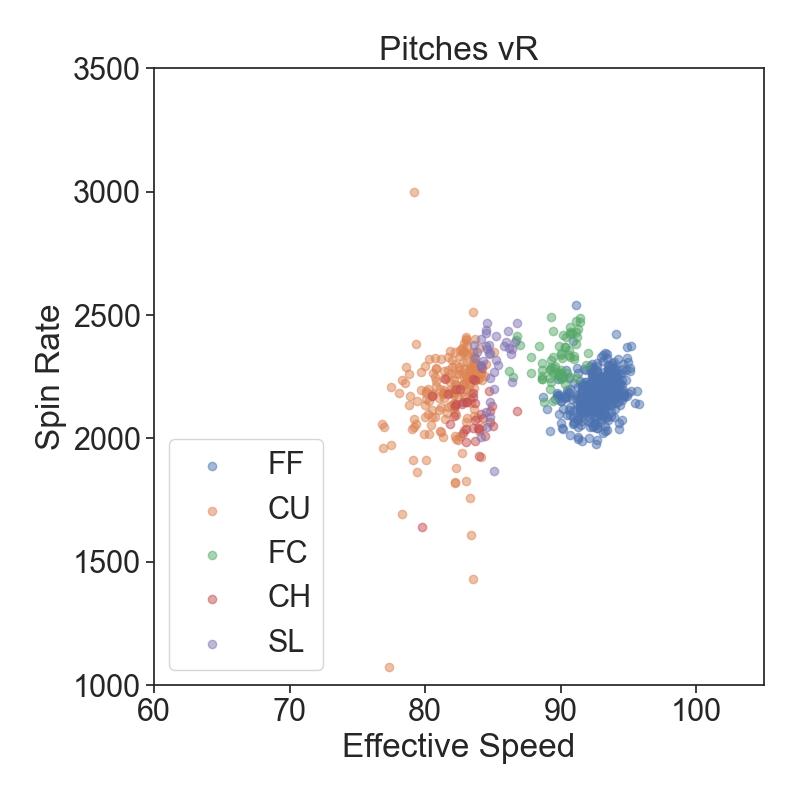 Pitches vR
3500
3000
2500
2000
1500
1000
Spin Rate
FF
CU
FC
CH
SL
60 70 80 90 100
Effective Speed